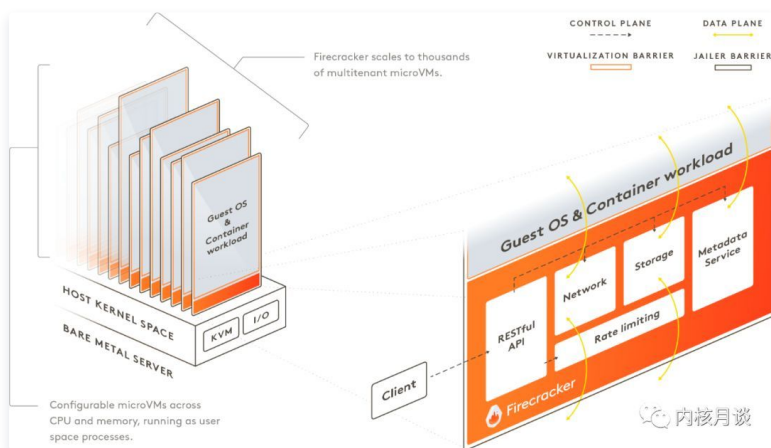 CONTROL PLANE
DATA PLANE
VIRTUALIZATION BARRIER
JAILER BARRIER
Firecracker scales to thousands
of multitenant microVMs.
Guest OS
&
Container
workload
HOST KERNEL SPACE
KVM
I/O
BARE METAL SERVER
Configurable microVMs across
CPU and memory, running as user
space processes.
Guest OS & Container workload
RESTful
API
Network
Storage
Metadata
Service
Rate limiting
Client
Firecracker
内核月谈